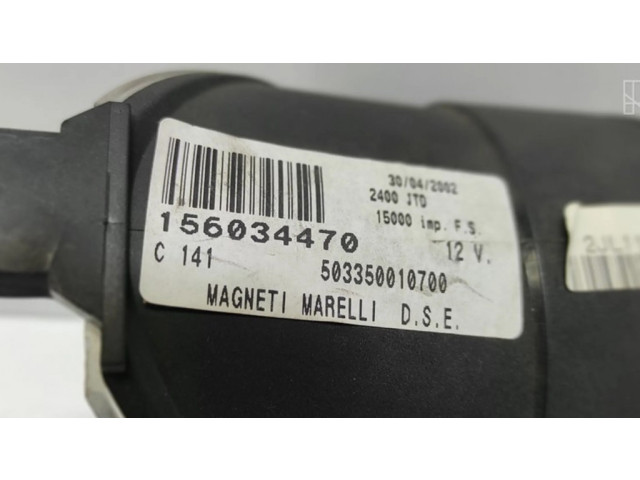 30/04/2002
2400 JTD
15000 imp. F.S.
156034470
12 V.
C 141
503350010700
MAGNETI MARELLI D.S.E.